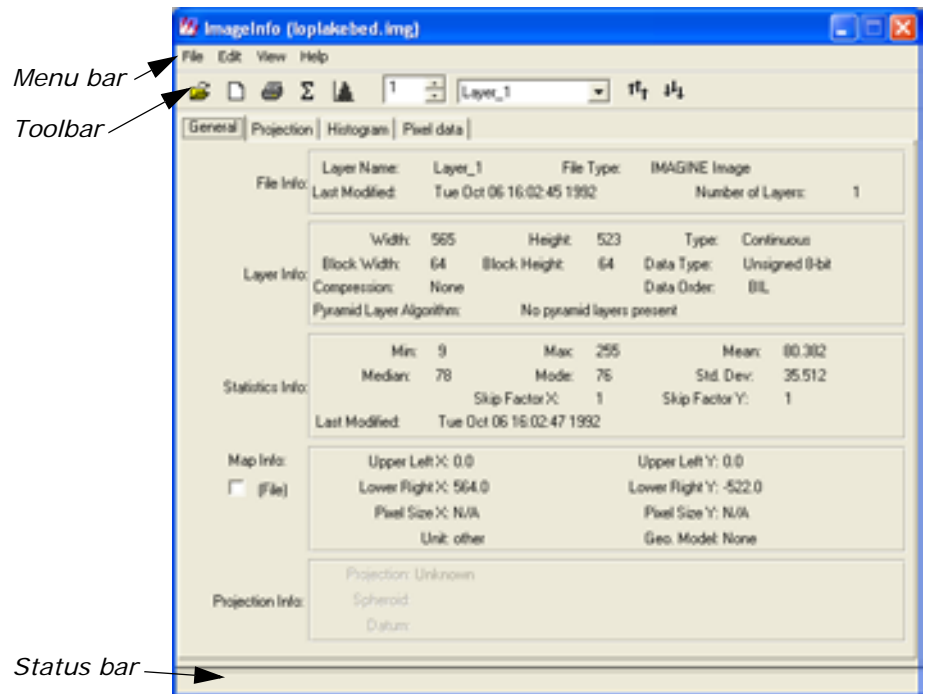 ImageInfo (loplakebed.img)
File Edit View Help
Menu bar
1 Layer_1
Toolbar
General Projection Histogram Pixel data
File Info:
Layer Name: Layer_1 File Type: IMAGINE Image
Last Modified: Tue Oct 06 16:02:45 1992 Number of Layers: 1
Layer Info:
Width: 565 Height: 523 Type: Continuous
Block Width: 64 Block Height: 64 Data Type: Unsigned 8-bit
Compression: None Data Order: BIL
Pyramid Layer Algorithm: No pyramid layers present
Statistics Info:
Min: 9 Max: 255 Mean: 80.382
Median: 78 Mode: 76 Std. Dev: 35.512
Skip Factor X: 1 Skip Factor Y: 1
Last Modified: Tue Oct 06 16:02:47 1992
Map Info:
(File)
Upper Left X: 0.0 Upper Left Y: 0.0
Lower Right X: 564.0 Lower Right Y: -522.0
Pixel Size X: N/A Pixel Size Y: N/A
Unit: other Geo. Model: None
Projection Info:
Projection: Unknown
Spheroid:
Datum:
Status bar